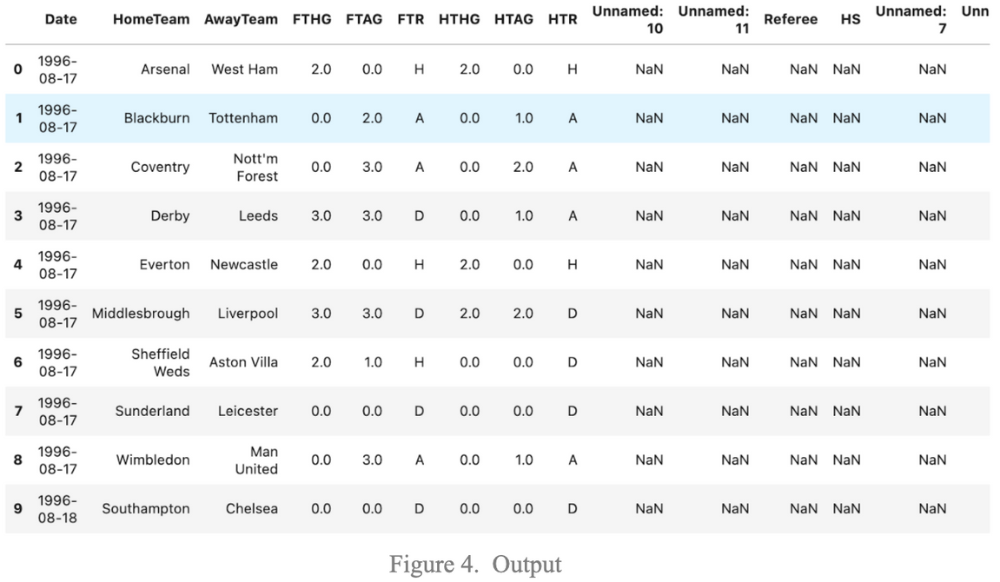 Date HomeTeam AwayTeam FTHG FTAG FTR HTHG HTAG HTR Unnamed: 10 Unnamed: 11 Referee HS Unnamed: 7 Unn
0 1996-08-17 Arsenal West Ham 2.0 0.0 H 2.0 0.0 H NaN NaN NaN NaN NaN
1 1996-08-17 Blackburn Tottenham 0.0 2.0 A 0.0 1.0 A NaN NaN NaN NaN NaN
2 1996-08-17 Coventry Nott'm Forest 0.0 3.0 A 0.0 2.0 A NaN NaN NaN NaN NaN
3 1996-08-17 Derby Leeds 3.0 3.0 D 0.0 1.0 A NaN NaN NaN NaN NaN
4 1996-08-17 Everton Newcastle 2.0 0.0 H 2.0 0.0 H NaN NaN NaN NaN NaN
5 1996-08-17 Middlesbrough Liverpool 3.0 3.0 D 2.0 2.0 D NaN NaN NaN NaN NaN
6 1996-08-17 Sheffield Weds Aston Villa 2.0 1.0 H 0.0 0.0 D NaN NaN NaN NaN NaN
7 1996-08-17 Sunderland Leicester 0.0 0.0 D 0.0 0.0 D NaN NaN NaN NaN NaN
8 1996-08-17 Wimbledon Man United 0.0 3.0 A 0.0 1.0 A NaN NaN NaN NaN NaN
9 1996-08-18 Southampton Chelsea 0.0 0.0 D 0.0 0.0 D NaN NaN NaN NaN NaN
Figure 4. Output